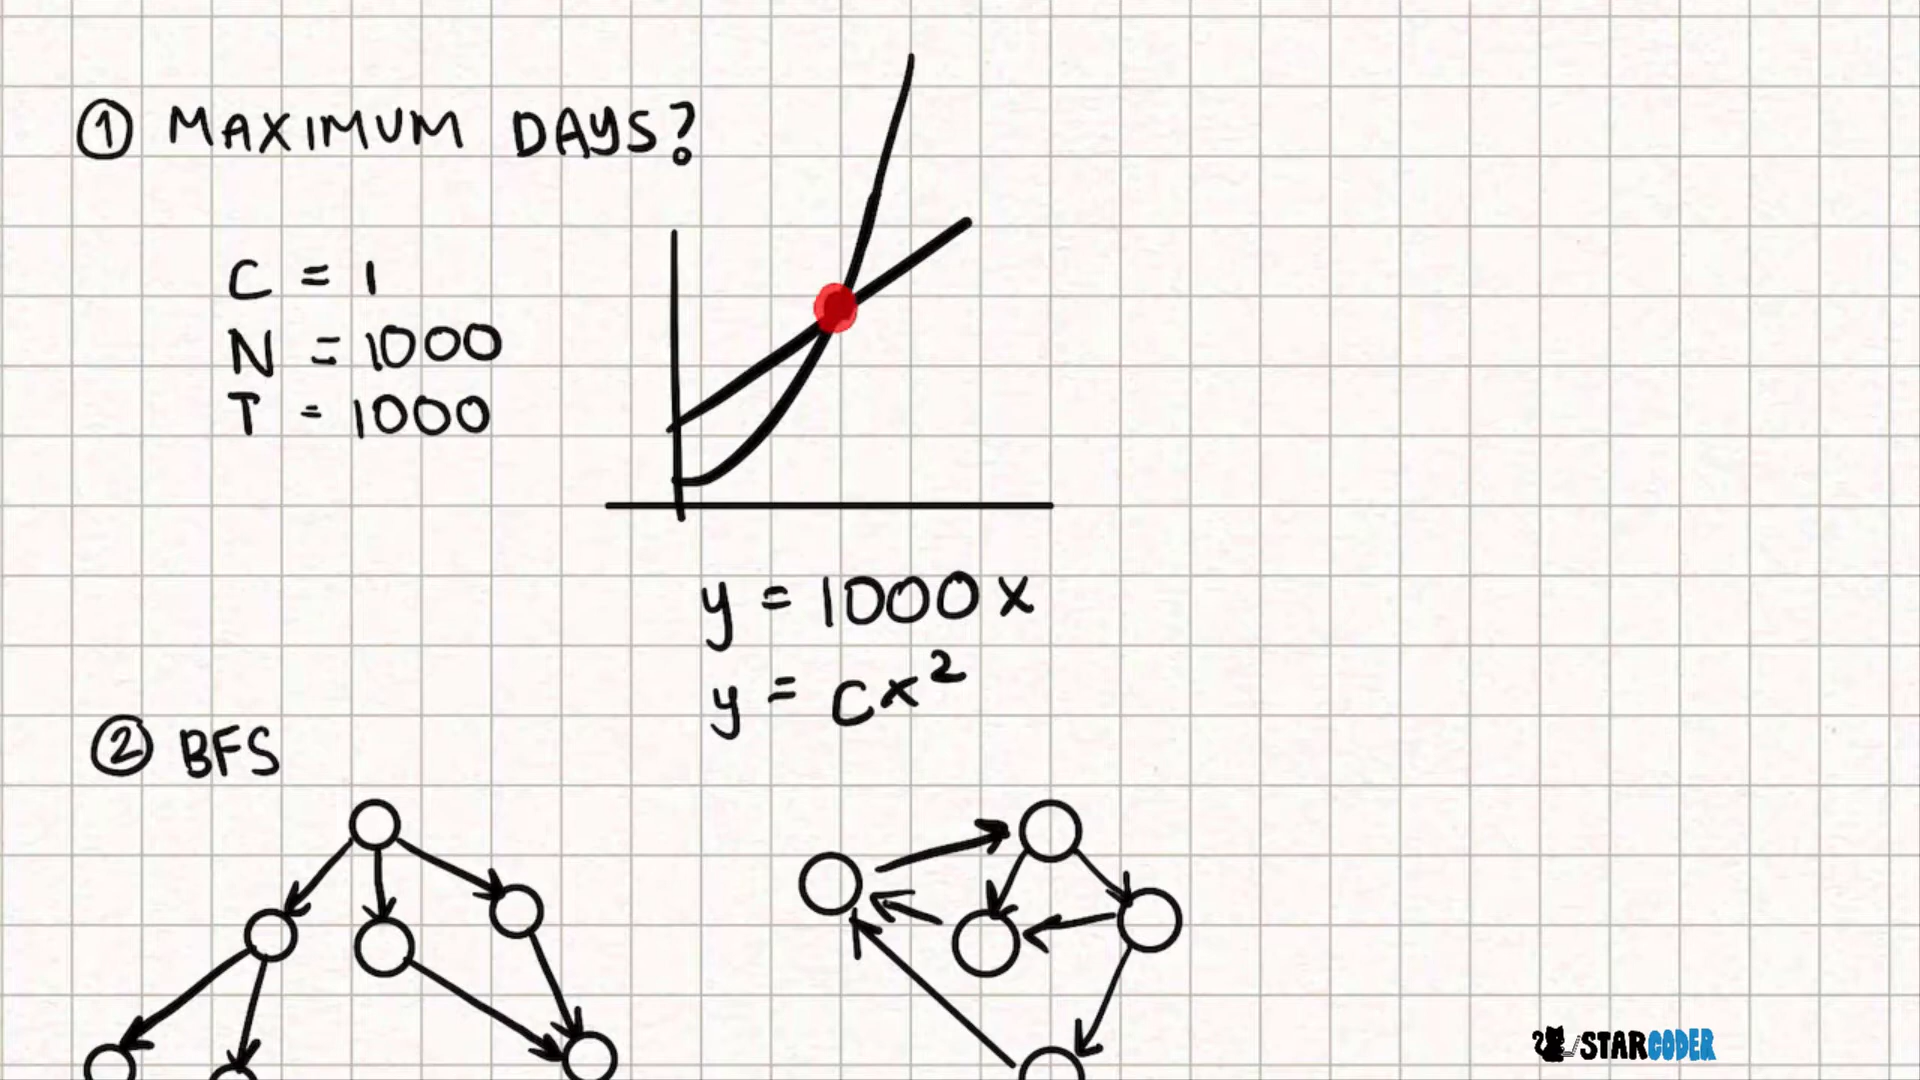 ① MAXIMUM DAYS?
C = 1
N = 1000
T = 1000
y = 1000x
y = cx²
② BFS
STARCODER